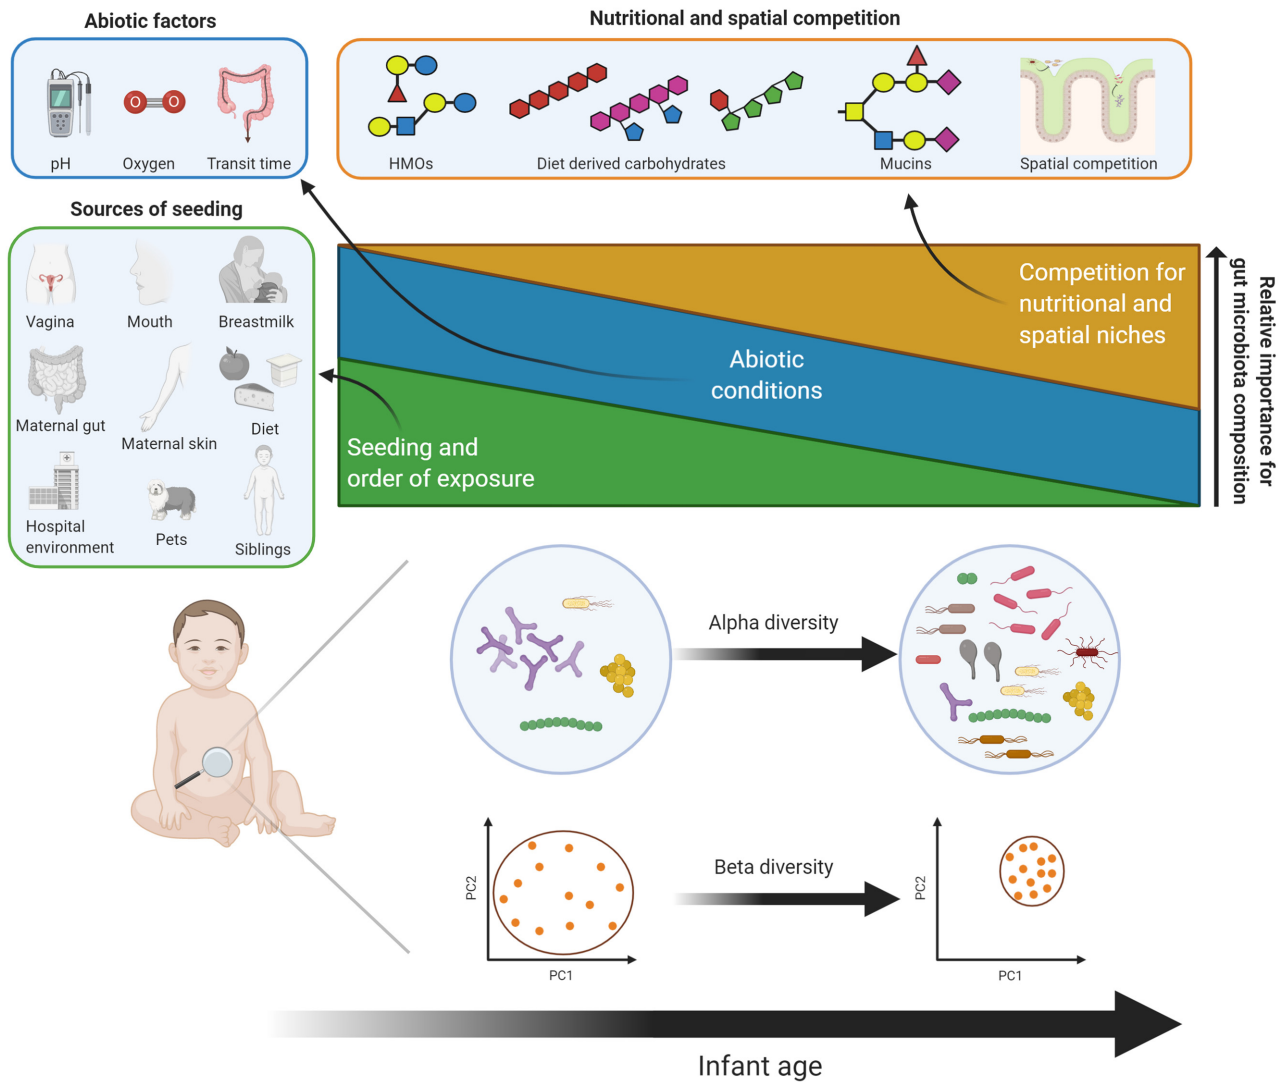 Abiotic factors
Nutritional and spatial competition
O O
pH
Oxygen
Transit time
HMOs
Diet derived carbohydrates
Mucins
Spatial competition
Sources of seeding
Vagina
Mouth
Breastmilk
Maternal gut
Maternal skin
Diet
Hospital
environment
Pets
Siblings
Competition for
nutritional and
spatial niches
Abiotic
conditions
Seeding and
order of exposure
Relative importance for
gut microbiota composition
Alpha diversity
PC2
PC1
Beta diversity
PC2
PC1
Infant age